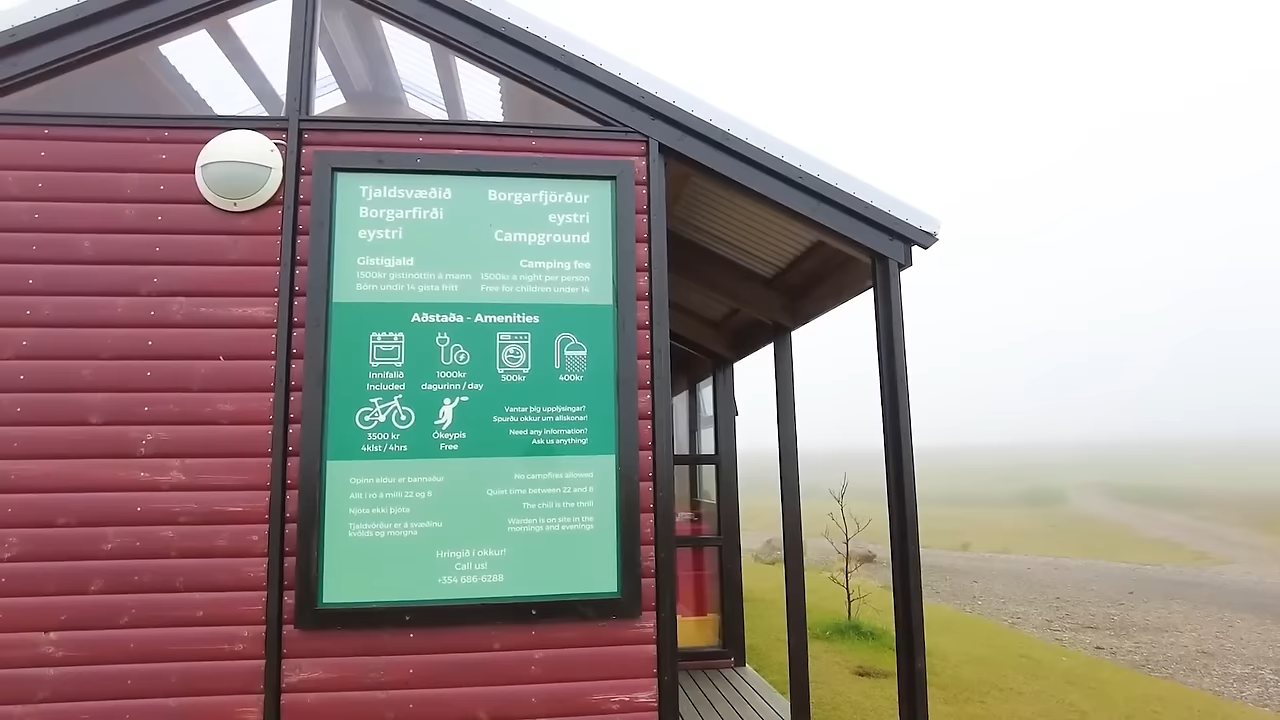 Tjaldsvæðið
Borgarfirði
eystri
Borgarfjörður
eystri
Campground
Gistigjald
1500kr gistinóttin á mann
Börn undir 14 gista frítt
Camping fee
1500kr a night per person
Free for children under 14
Aðstaða - Amenities
Innifalið
Included
1000kr
dagurinn / day
500kr
400kr
3500 kr
4klst / 4hrs
Ókeypis
Free
Vantar þig upplýsingar?
Spurðu okkur um allskonar!
Need any information?
Ask us anything!
Opinn eldur er bannaður
Allt í ró á milli 22 og 8
Njóta ekki þjóta
Tjaldvörður er á svæðinu
kvölds og morgna
No campfires allowed
Quiet time between 22 and 8
The chill is the thrill
Warden is on site in the
mornings and evenings
Hringið í okkur!
Call us!
+354 686-6288